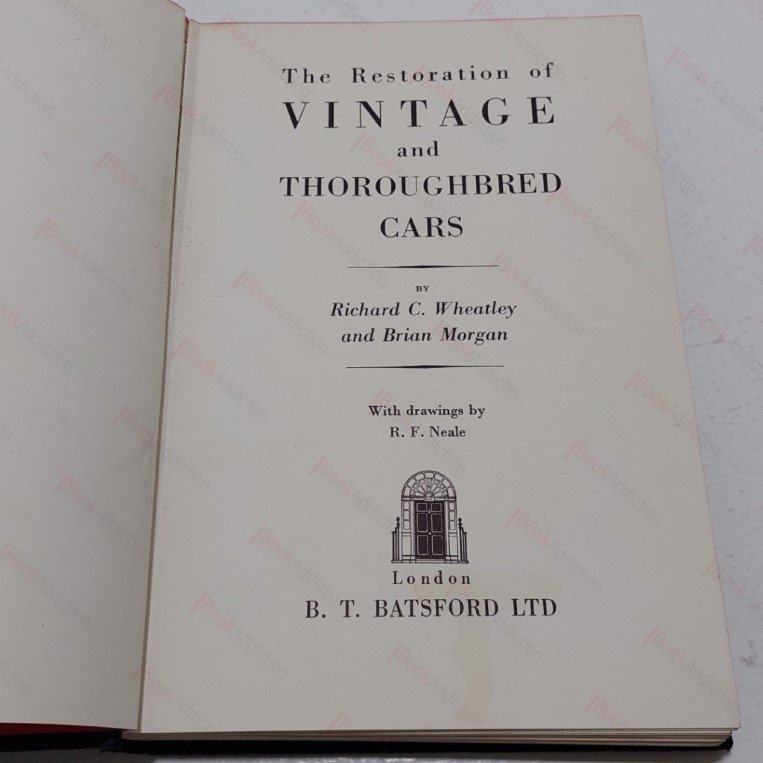 The Restoration of
VINTAGE
and
THOROUGHBRED
CARS
BY
Richard C. Wheatley
and Brian Morgan
With drawings by
R. F. Neale
London
B. T. BATSFORD LTD
BookAddiction